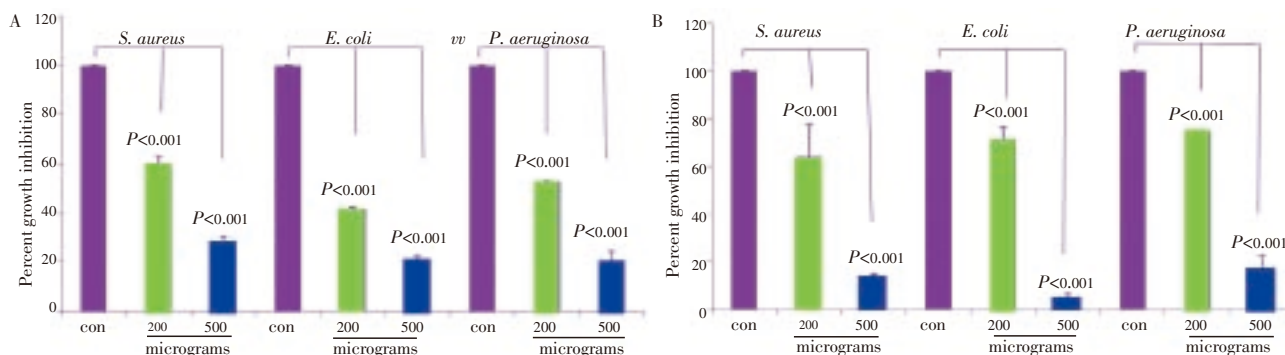 A
Percent growth inhibition
120
100
80
60
40
20
0
S. aureus
E. coli
vv P. aeruginosa
P<0.001
P<0.001
P<0.001
P<0.001
P<0.001
P<0.001
con 200 500 con 200 500 con 200 500
micrograms micrograms micrograms
B
Percent growth inhibition
120
100
80
60
40
20
0
S. aureus
E. coli
P. aeruginosa
P<0.001
P<0.001
P<0.001
P<0.001
P<0.001
P<0.001
con 200 500 con 200 500 con 200 500
micrograms micrograms micrograms